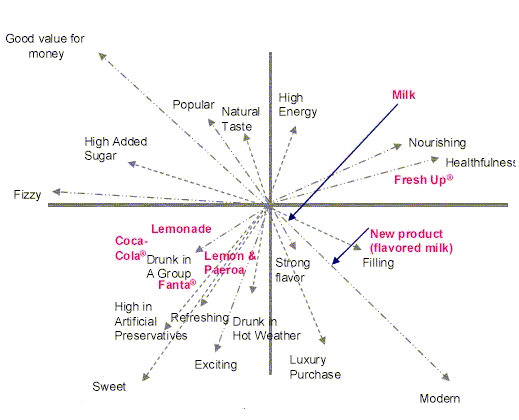 Good value for
money
Popular
Natural
Taste
High
Energy
Milk
High Added
Sugar
Nourishing
Healthfulness
Fresh Up®
Fizzy
Lemonade
Coca-
Cola®
New product
(flavored milk)
Drunk in
A Group
Lemon &
Paeroa
Strong
flavor
Filling
Fanta®
High in
Artificial
Preservatives
Refreshing
Drunk in
Hot Weather
Exciting
Luxury
Purchase
Sweet
Modern